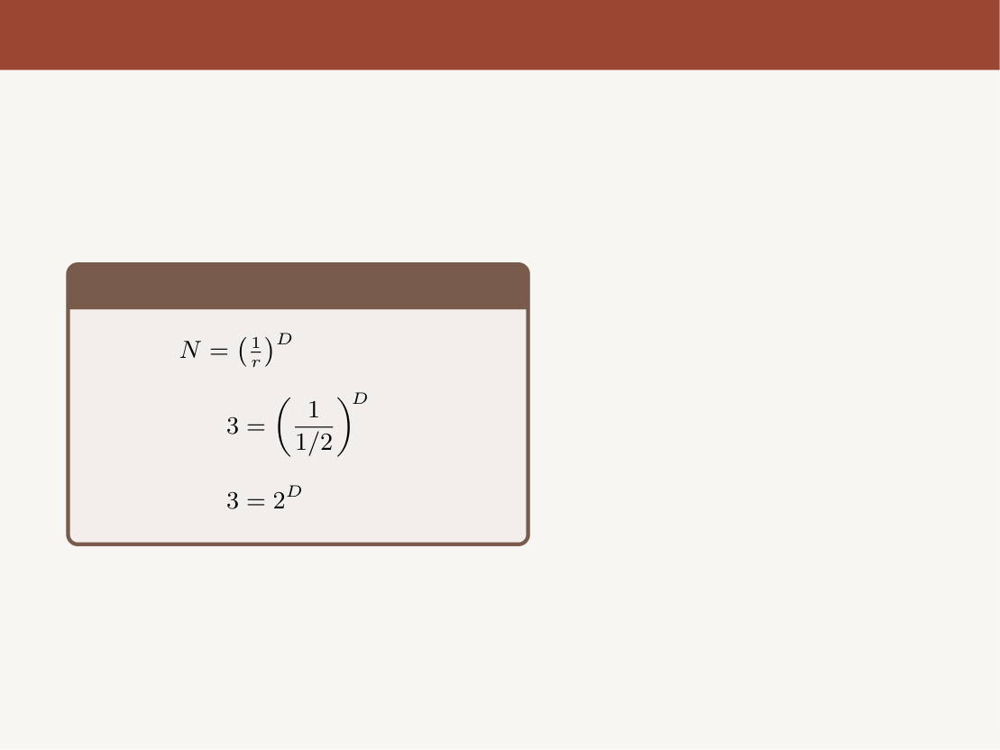 N = (1/r)^D
3 = (1/(1/2))^D
3 = 2^D